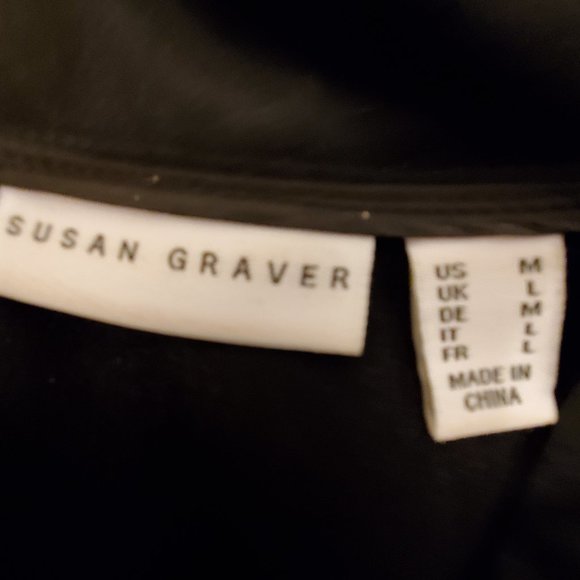 SUSAN GRAVER
US M
UK L
DE M
IT L
FR L
MADE IN
CHINA